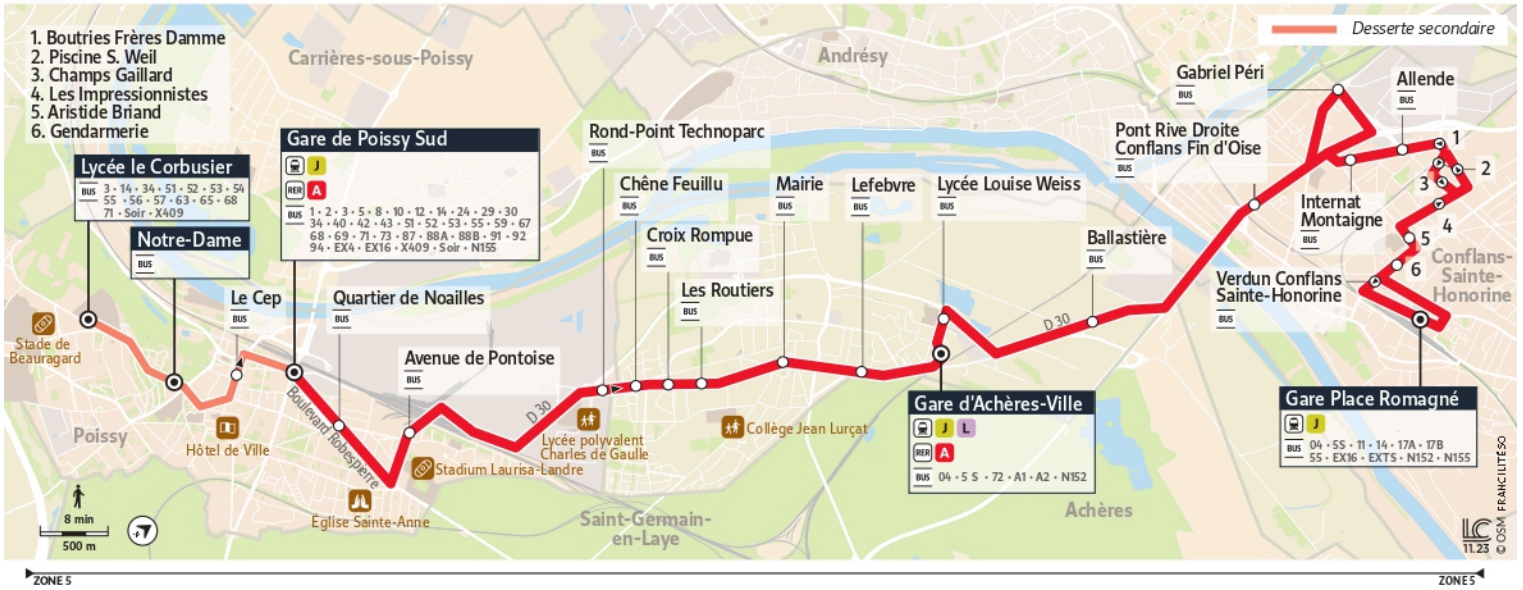 Desserte secondaire
1. Boutries Frères Damme
2. Piscine S. Weil
3. Champs Gaillard
4. Les Impressionnistes
5. Aristide Briand
6. Gendarmerie
Carrières-sous-Poissy
Andrésy
Gabriel Péri
BUS
Allende
BUS
Lycée le Corbusier
BUS 3 • 14 • 34 • 51 • 52 • 53 • 54
55 • 56 • 57 • 63 • 65 • 68
71 • Soir • X409
Notre-Dame
BUS
Gare de Poissy Sud
J
RER A
BUS 1 • 2 • 3 • 5 • 8 • 10 • 12 • 14 • 24 • 29 • 30
34 • 40 • 42 • 43 • 51 • 52 • 53 • 55 • 59 • 67
68 • 69 • 71 • 73 • 87 • 88A • 88B • 91 • 92
94 • EX4 • EX16 • X409 • Soir • N155
Rond-Point Technoparc
BUS
Pont Rive Droite
Conflans Fin d'Oise
BUS
1
2
3
4
5
6
Chêne Feuillu
BUS
Mairie
BUS
Lefebvre
BUS
Lycée Louise Weiss
BUS
Internat
Montaigne
BUS
Croix Rompue
BUS
Ballastière
BUS
Conflans-
Sainte-
Honorine
Verdun Conflans
Sainte-Honorine
BUS
Le Cep
BUS
Quartier de Noailles
BUS
Les Routiers
BUS
Stade de
Beauregard
Avenue de Pontoise
BUS
D 30
D 30
Boulevard Robespierre
Poissy
Hôtel de Ville
Lycée polyvalent
Charles de Gaulle
Collège Jean Lurçat
Stadium Laurisa-Landre
Église Sainte-Anne
Gare d'Achères-Ville
J L
RER A
BUS 04 • 5 S • 72 • A1 • A2 • N152
Gare Place Romagné
J
BUS 04 • 5S • 11 • 14 • 17A • 17B
55 • EX16 • EXTS • N152 • N155
Saint-Germain-
en-Laye
Achères
8 min
500 m
LC
11.23
© OSM FRANCILITÉ SO
ZONE 5
ZONE 5